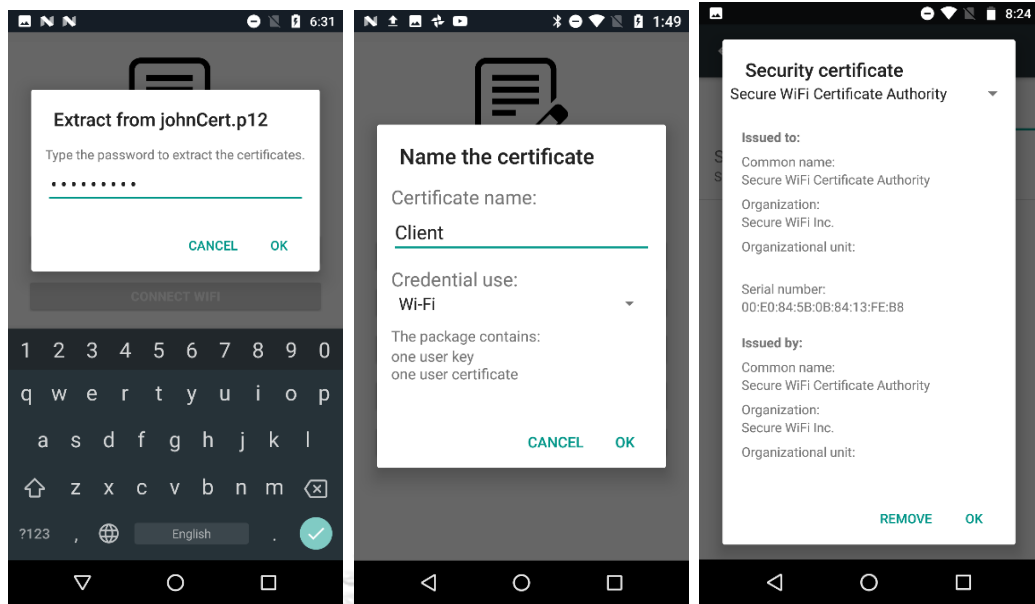 6:31
Extract from johnCert.p12
Type the password to extract the certificates.
CANCEL OK
CONNECT WIFI
1 2 3 4 5 6 7 8 9 0
q w e r t y u i o p
a s d f g h j k l
z x c v b n m
?123 , English .
1:49
Name the certificate
Certificate name:
Client
Credential use:
Wi-Fi
The package contains:
one user key
one user certificate
CANCEL OK
8:24
Security certificate
Secure WiFi Certificate Authority
Issued to:
Common name:
Secure WiFi Certificate Authority
Organization:
Secure WiFi Inc.
Organizational unit:
Serial number:
00:E0:84:5B:0B:84:13:FE:B8
Issued by:
Common name:
Secure WiFi Certificate Authority
Organization:
Secure WiFi Inc.
Organizational unit:
REMOVE OK